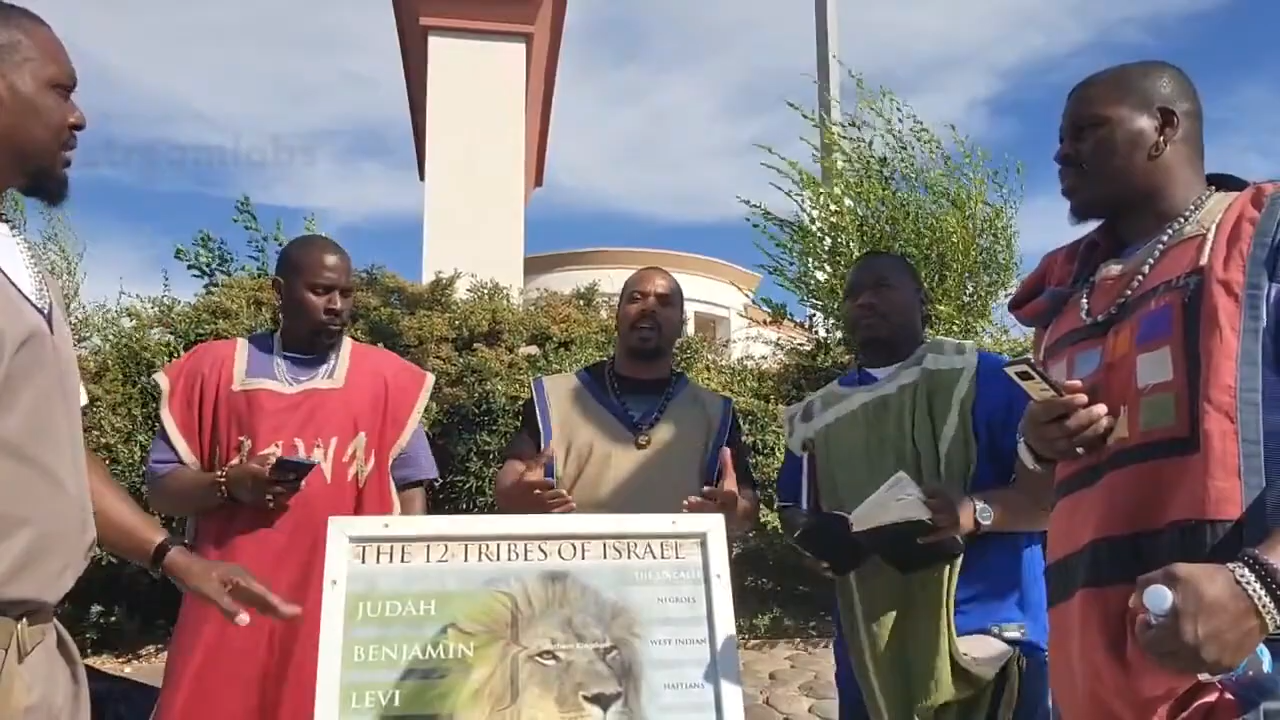 THE 12 TRIBES OF ISRAEL
JUDAH
NEGROES
BENJAMIN
WEST INDIAN
LEVI
HAITIANS